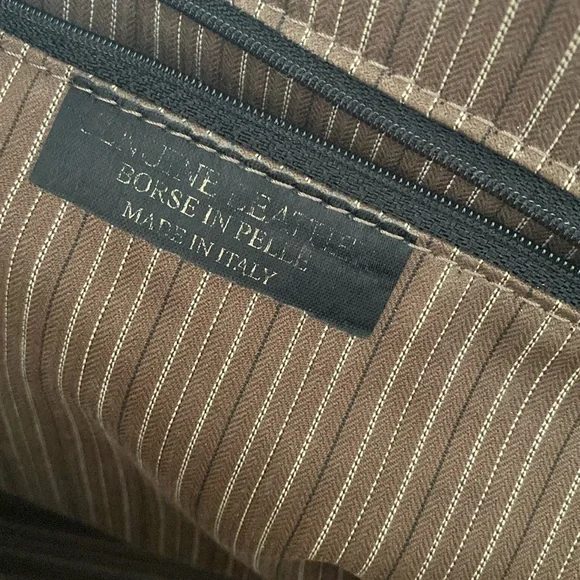 GENUINE LEATHER
BORSE IN PELLE
MADE IN ITALY